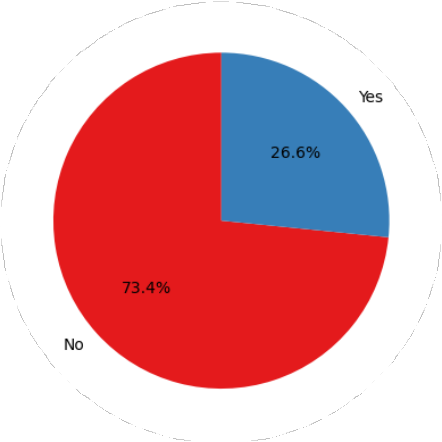 Yes
26.6%
73.4%
No